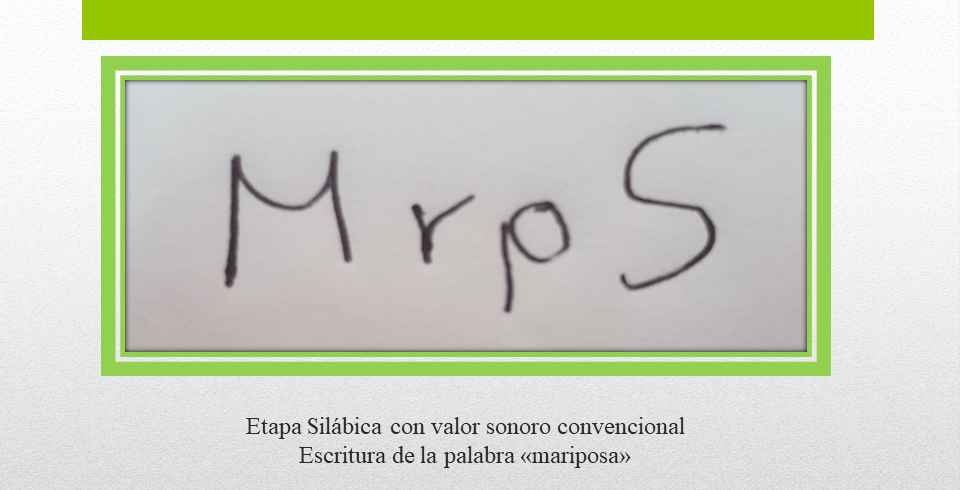 MrpS
Etapa Silábica con valor sonoro convencional
Escritura de la palabra «mariposa»